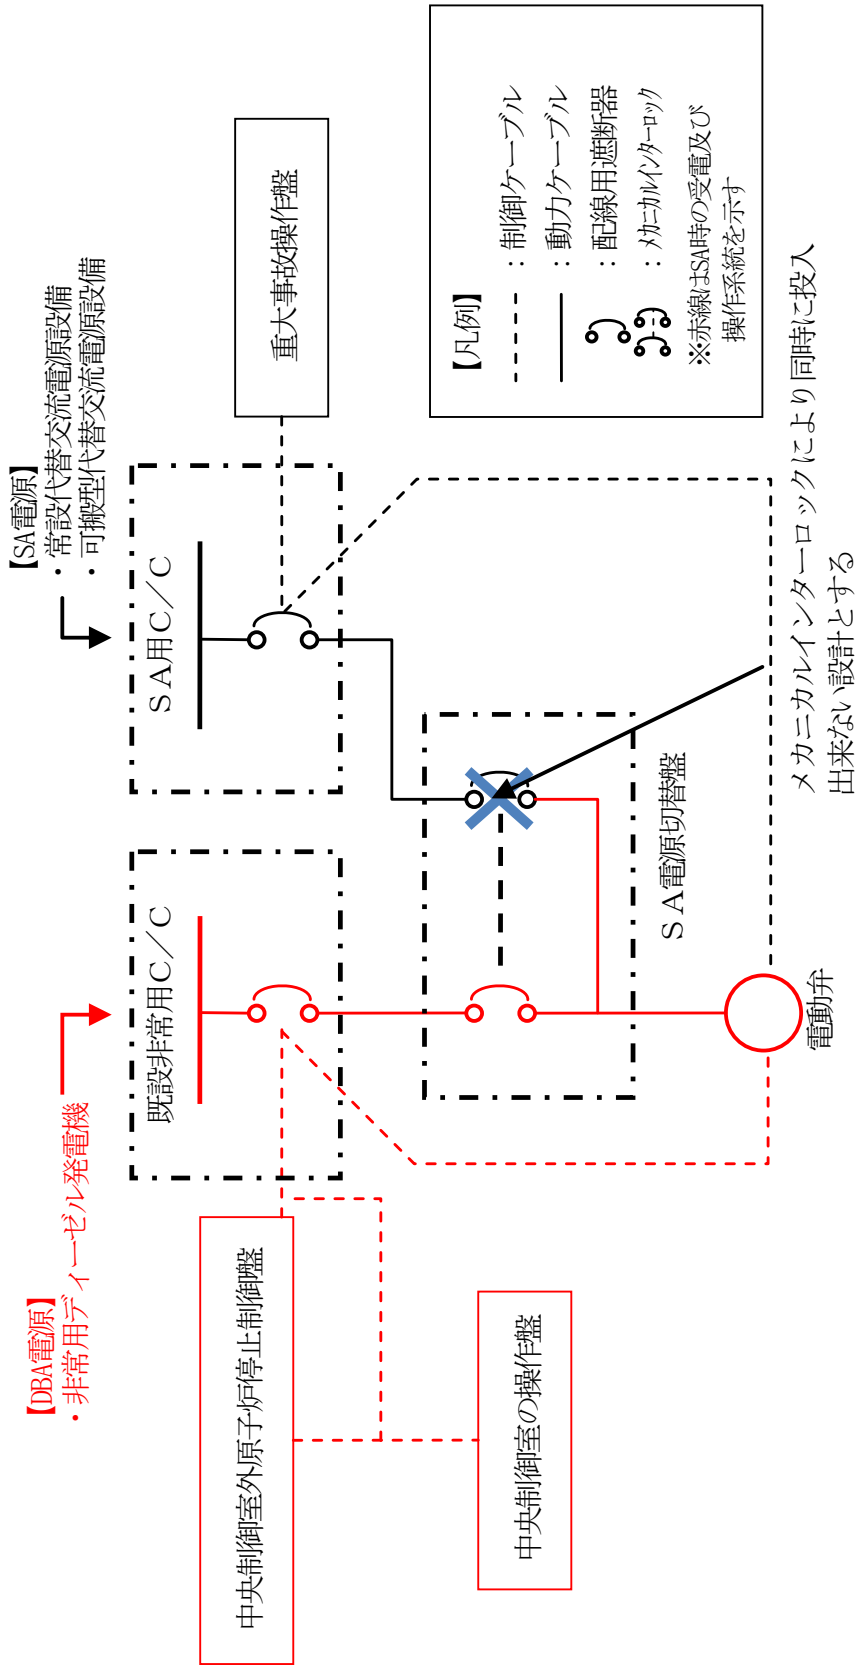 【DBA電源】
・非常用ディーゼル発電機
【SA電源】
・常設代替交流電源設備
・可搬型代替交流電源設備
既設非常用C/C
SA用C/C
中央制御室外原子炉停止制御盤
重大事故操作盤
中央制御室の操作盤
SA電源切替盤
電動弁
メカニカルインターロックにより同時に投入
出来ない設計とする
【凡例】
：制御ケーブル
：動力ケーブル
：配線用遮断器
：ﾒｶﾆｶﾙｲﾝﾀｰﾛｯｸ
※赤線はSA時の受電及び
操作系統を示す